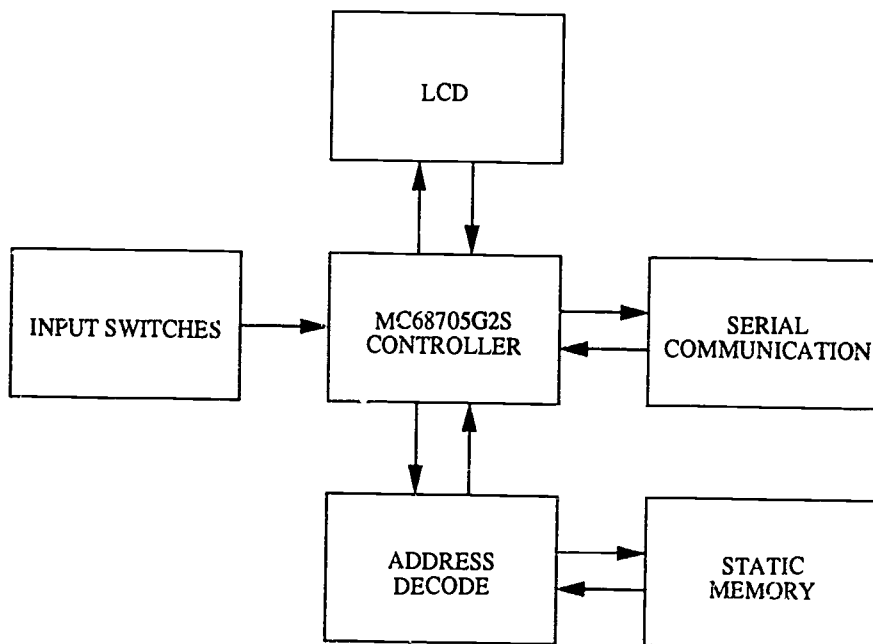 LCD
INPUT SWITCHES
MC68705G2S
CONTROLLER
SERIAL
COMMUNICATION
ADDRESS
DECODE
STATIC
MEMORY